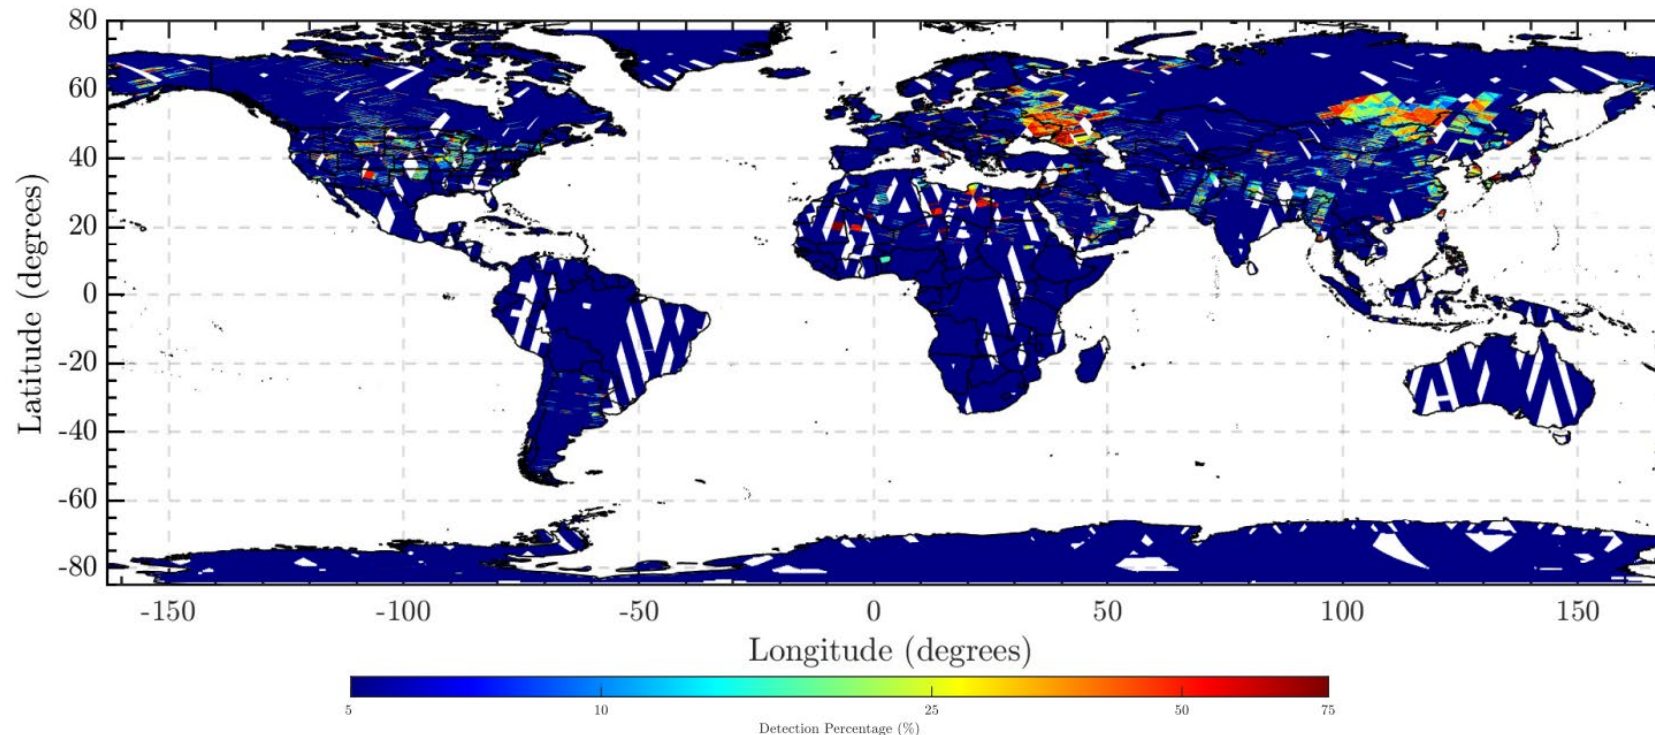 80
60
40
20
0
-20
-40
-60
-80
Latitude (degrees)
-150 -100 -50 0 50 100 150
Longitude (degrees)
5 10 25 50 75
Detection Percentage (%)